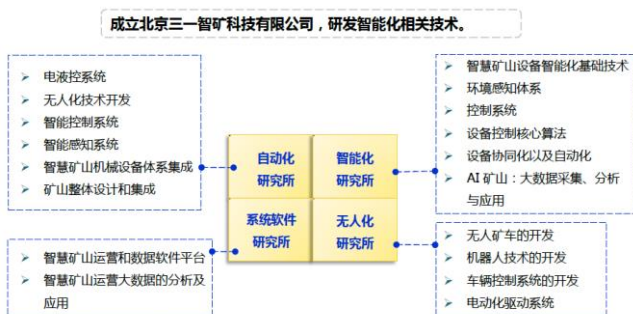 成立北京三一智矿科技有限公司，研发智能化相关技术。
电液控系统
无人化技术开发
智能控制系统
智能感知系统
智慧矿山机械设备体系集成
矿山整体设计和集成
智慧矿山设备智能化基础技术
环境感知体系
控制系统
设备控制核心算法
设备协同化以及自动化
AI 矿山：大数据采集、分析
与应用
自动化
研究所
智能化
研究所
系统软件
研究所
无人化
研究所
智慧矿山运营和数据软件平台
智慧矿山运营大数据的分析及
应用
无人矿车的开发
机器人技术的开发
车辆控制系统的开发
电动化驱动系统